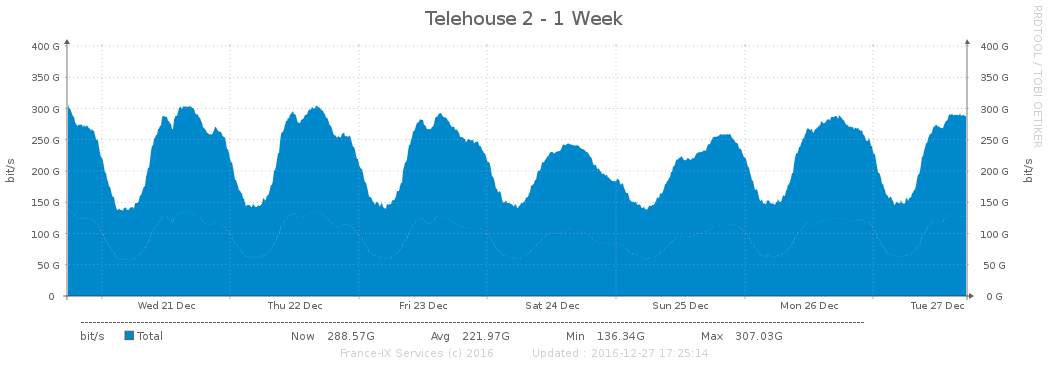 Telehouse 2 - 1 Week
RRDTOOL / TOBI OETIKER
bit/s
400 G 400 G
350 G 350 G
300 G 300 G
250 G 250 G
200 G 200 G
150 G 150 G
100 G 100 G
50 G 50 G
0 0 G
bit/s
Wed 21 Dec Thu 22 Dec Fri 23 Dec Sat 24 Dec Sun 25 Dec Mon 26 Dec Tue 27 Dec
bit/s Total Now 288.57G Avg 221.97G Min 136.34G Max 307.03G
France-IX Services (c) 2016 Updated : 2016-12-27 17:25:14